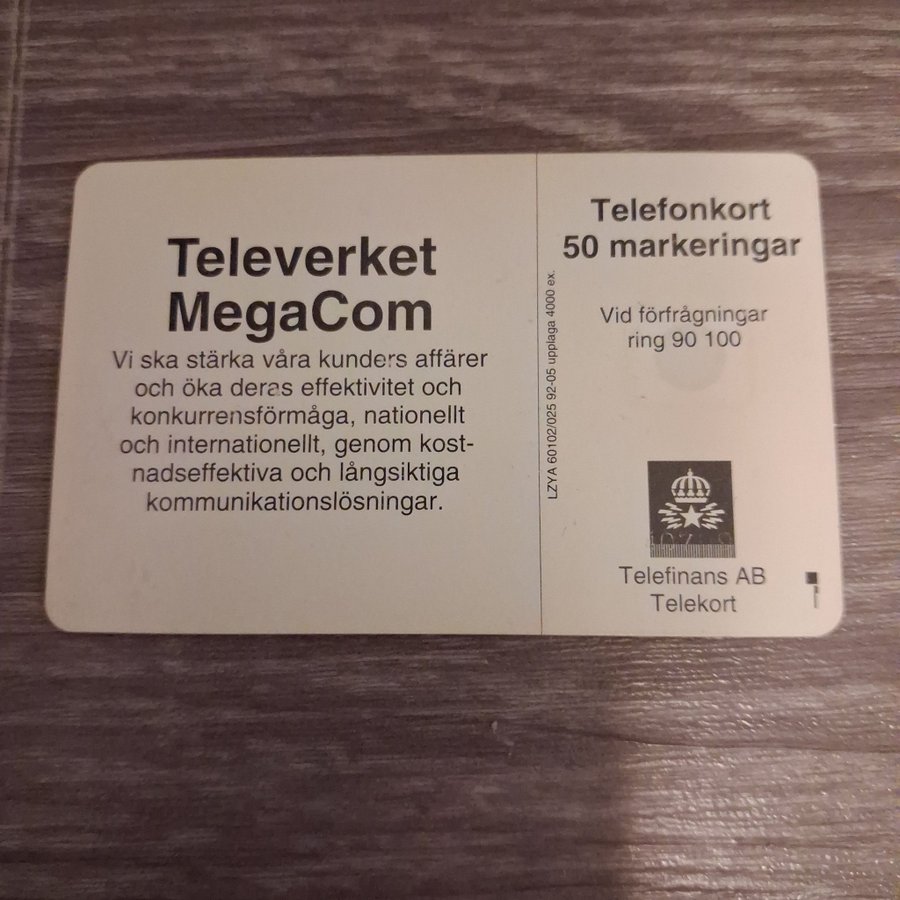 Televerket
MegaCom
Vi ska stärka våra kunders affärer
och öka deras effektivitet och
konkurrensförmåga, nationellt
och internationellt, genom kost-
nadseffektiva och långsiktiga
kommunikationslösningar.
LZYA 60102/025 92-05 upplaga 4000 ex.
Telefonkort
50 markeringar
Vid förfrågningar
ring 90 100
Telefinans AB
Telekort